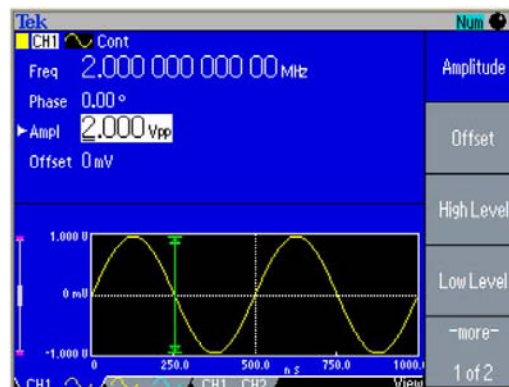 Tek Num
CH1 Cont
Freq 2.000 000 000 00 MHz
Phase 0.00 °
Ampl 2.000 Vpp
Offset 0 mV
Amplitude
Offset
High Level
Low Level
-more-
1 of 2
1.000 U
0 mU
-1.000 U
0 250.0 500.0 750.0 1000.
n s
CH1 CH1 CH2 View